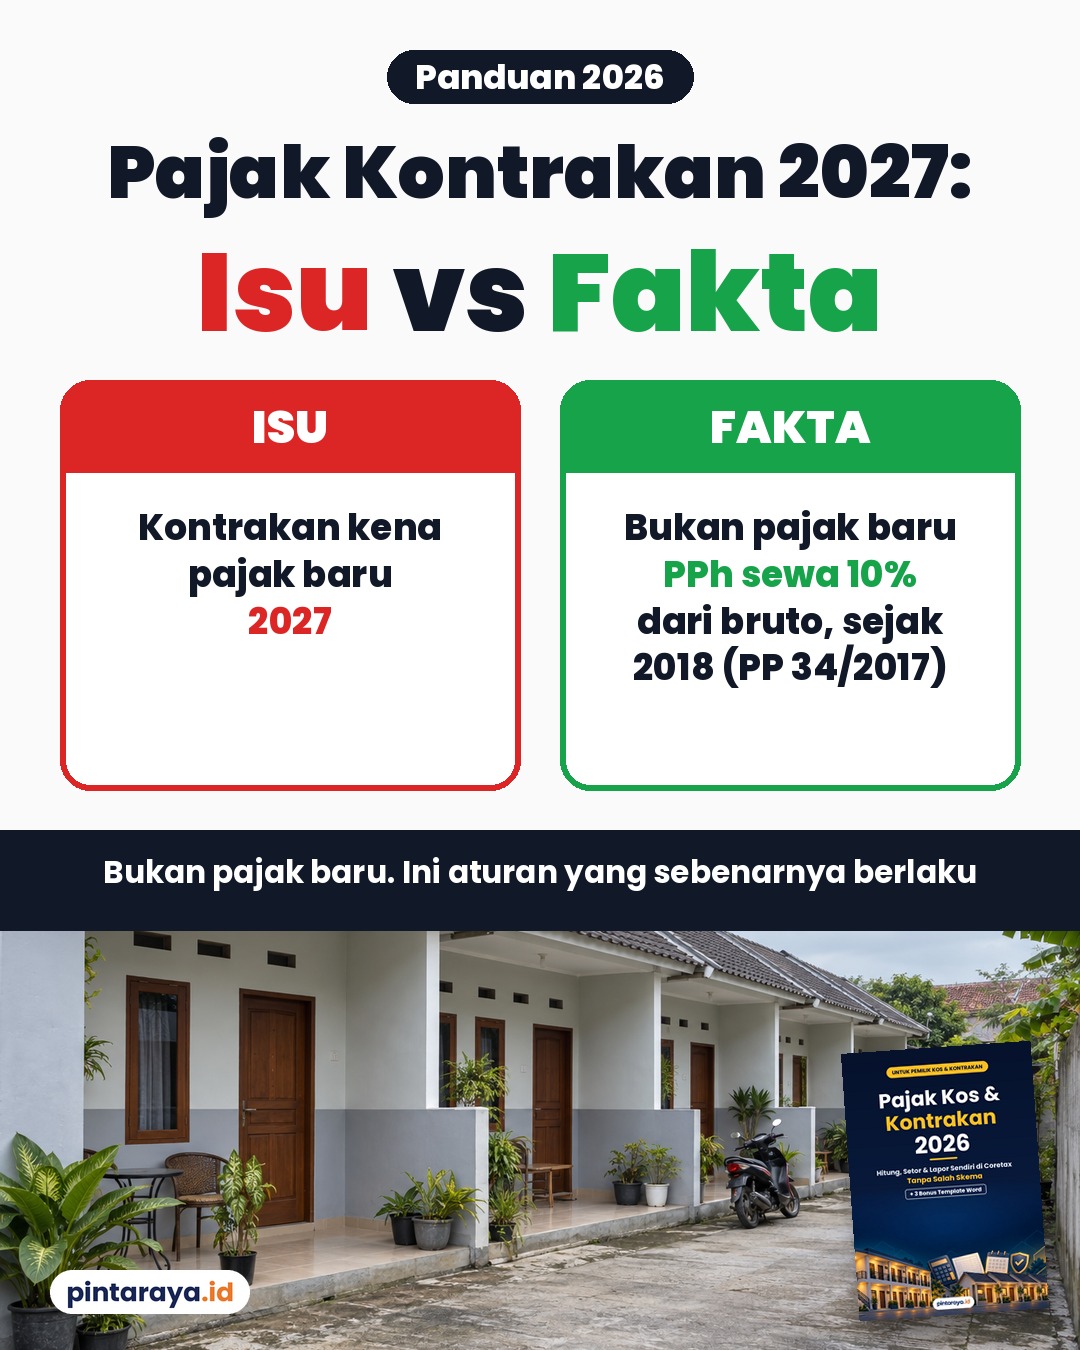 Panduan 2026
Pajak Kontrakan 2027:
Isu vs Fakta
ISU
Kontrakan kena
pajak baru
2027
FAKTA
Bukan pajak baru
PPh sewa 10%
dari bruto, sejak
2018 (PP 34/2017)
Bukan pajak baru. Ini aturan yang sebenarnya berlaku
UNTUK PEMILIK KOS & KONTRAKAN
Pajak Kos &
Kontrakan
2026
Hitung, Setor & Lapor Sendiri di Coretax
Tanpa Salah Skema
+ 3 Bonus Template Word
pintaraya.id
pintaraya.id